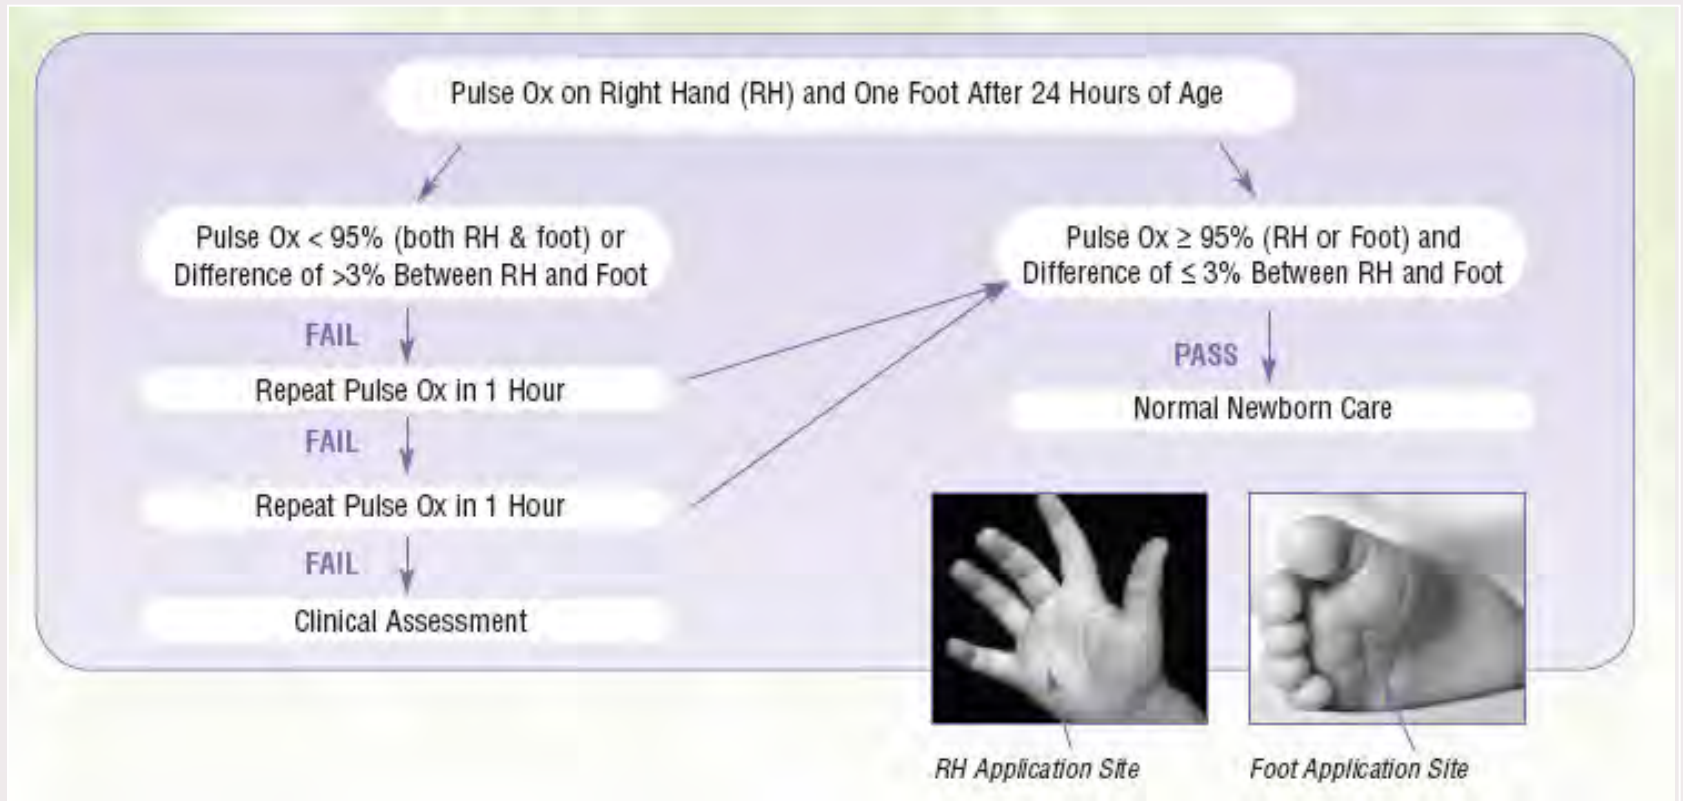 Pulse Ox on Right Hand (RH) and One Foot After 24 Hours of Age
Pulse Ox < 95% (both RH & foot) or
Difference of >3% Between RH and Foot
FAIL
Repeat Pulse Ox in 1 Hour
FAIL
Repeat Pulse Ox in 1 Hour
FAIL
Clinical Assessment
Pulse Ox ≥ 95% (RH or Foot) and
Difference of ≤ 3% Between RH and Foot
PASS
Normal Newborn Care
RH Application Site
Foot Application Site